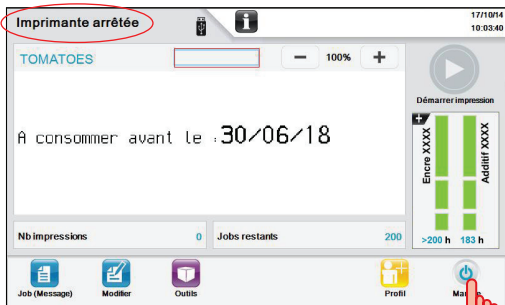 Imprimante arrêtée
17/10/14
10:03:40
TOMATOES
100%
Démarrer impression
A consommer avant le : 30/06/18
Encre XXXX
Additif XXXX
Nb impressions 0
Jobs restants 200
>200 h 183 h
Job (Message)
Modifier
Outils
Profil